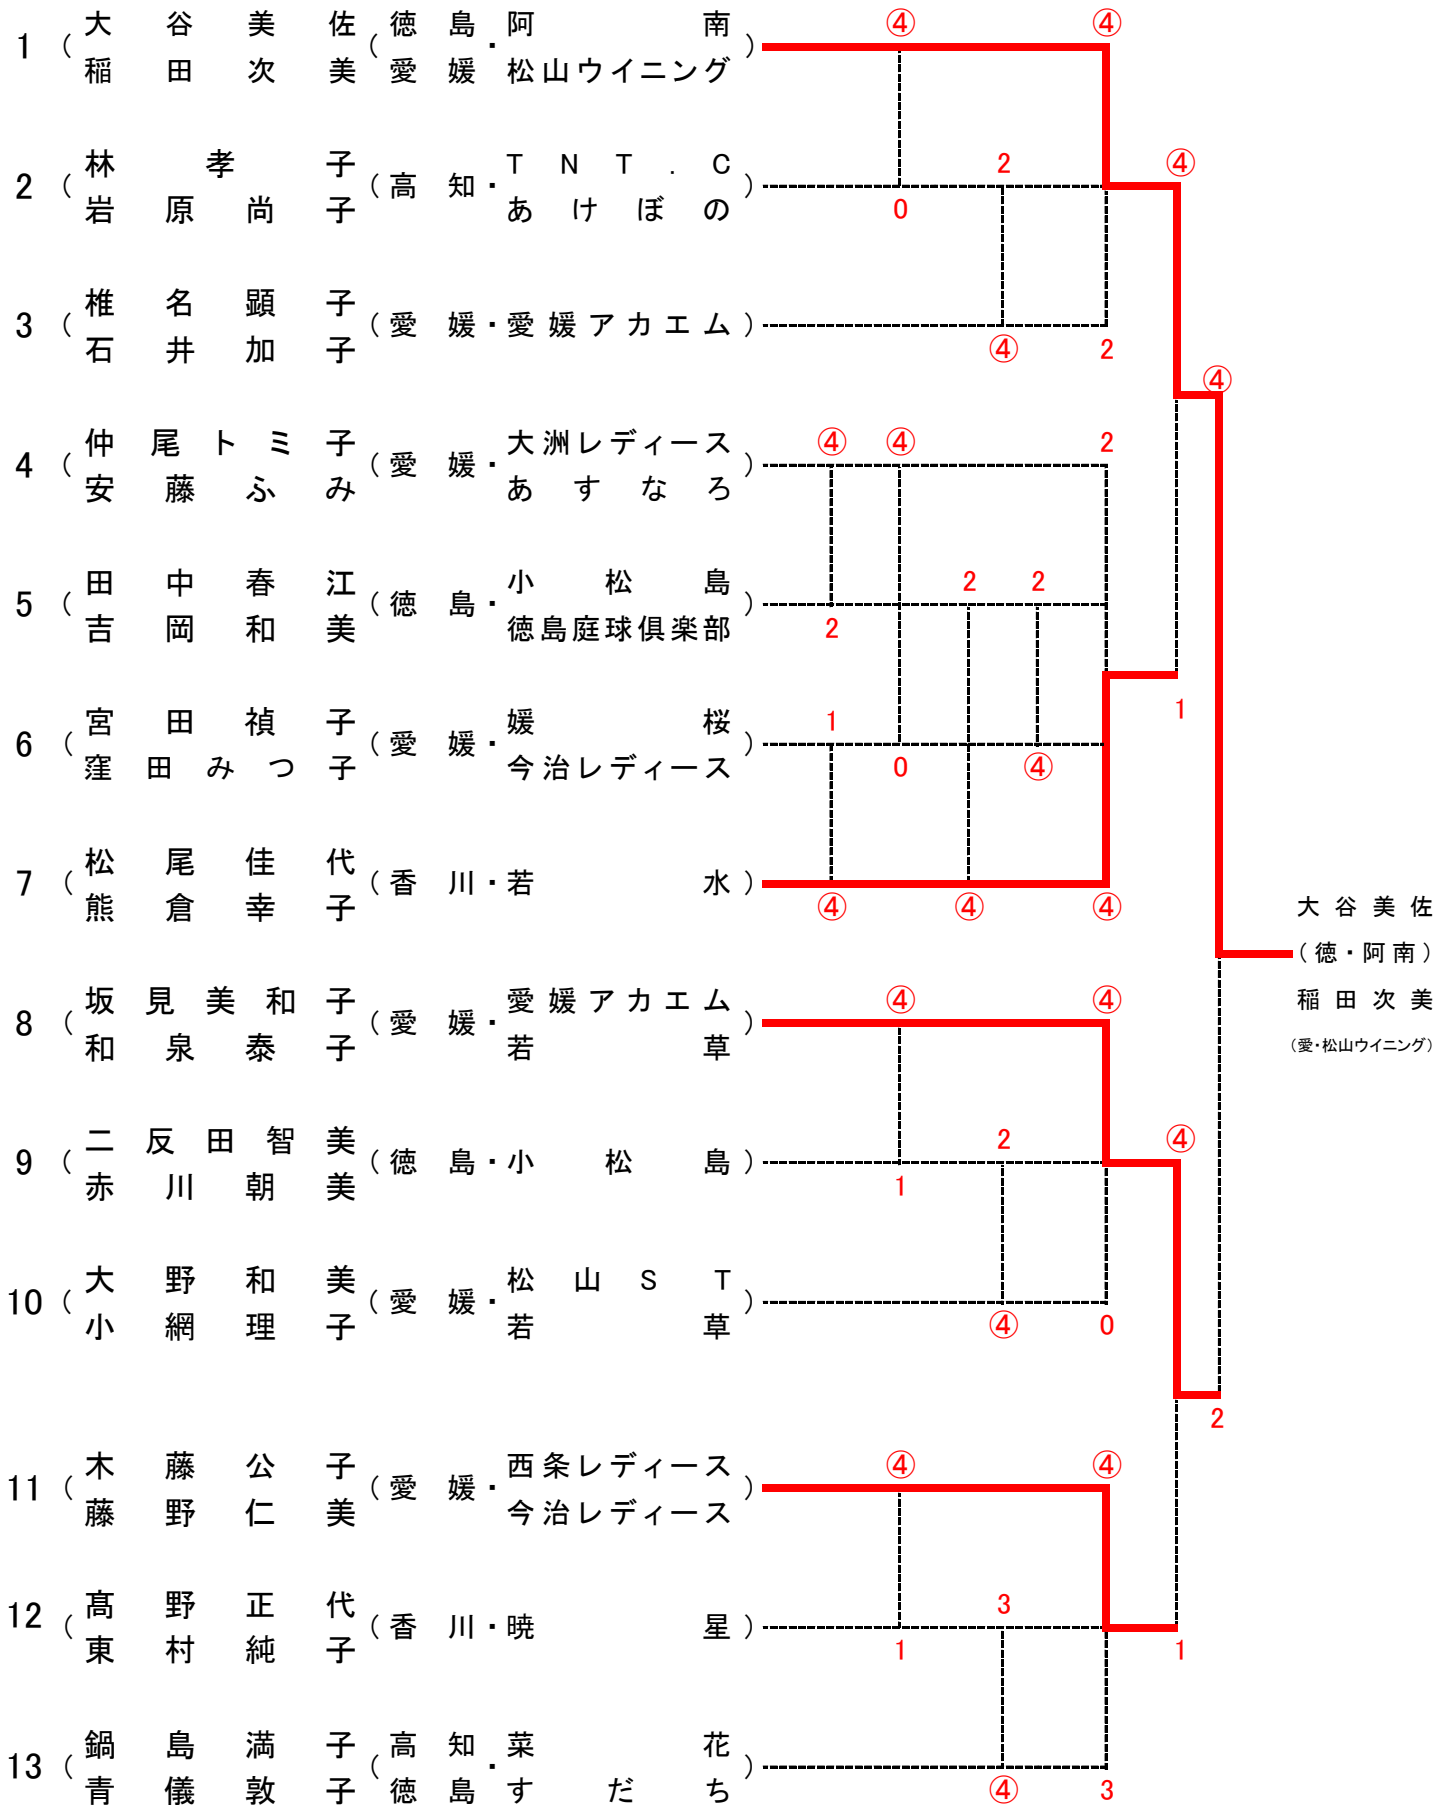 ④ ④
1 ( 大谷美佐 ( 徳島 ・ 阿南 )
稲田次美 愛媛 松山ウイニング
2 ④
2 ( 林孝子 ( 高知 ・ TNT.C )
岩原尚子 あけぼの 0
3 ( 椎名顕子 ( 愛媛 ・ 愛媛アカエム )
石井加子 ④ 2
④
④ ④ 2
4 ( 仲尾トミ子 ( 愛媛 ・ 大洲レディース )
安藤ふみ あすなろ
2 2
5 ( 田中春江 ( 徳島 ・ 小松島 )
吉岡和美 徳島庭球倶楽部 2
1 1
6 ( 宮田禎子 ( 愛媛 ・ 媛桜 )
窪田みつ子 今治レディース 0 ④
7 ( 松尾佳代 ( 香川 ・ 若水 )
熊倉幸子 ④ ④ ④
大谷美佐
(徳・阿南)
稲田次美
(愛・松山ウイニング)
④ ④
8 ( 坂見美和子 ( 愛媛 ・ 愛媛アカエム )
和泉泰子 若草
2 ④
9 ( 二反田智美 ( 徳島 ・ 小松島 )
赤川朝美 1
10 ( 大野和美 ( 愛媛 ・ 松山ST )
小網理子 若草 ④ 0
2
④ ④
11 ( 木藤公子 ( 愛媛 ・ 西条レディース )
藤野仁美 今治レディース
3
12 ( 髙野正代 ( 香川 ・ 暁星 )
東村純子 1 1
13 ( 鍋島満子 ( 高知 ・ 菜花 )
青儀敦子 徳島 すだち ④ 3